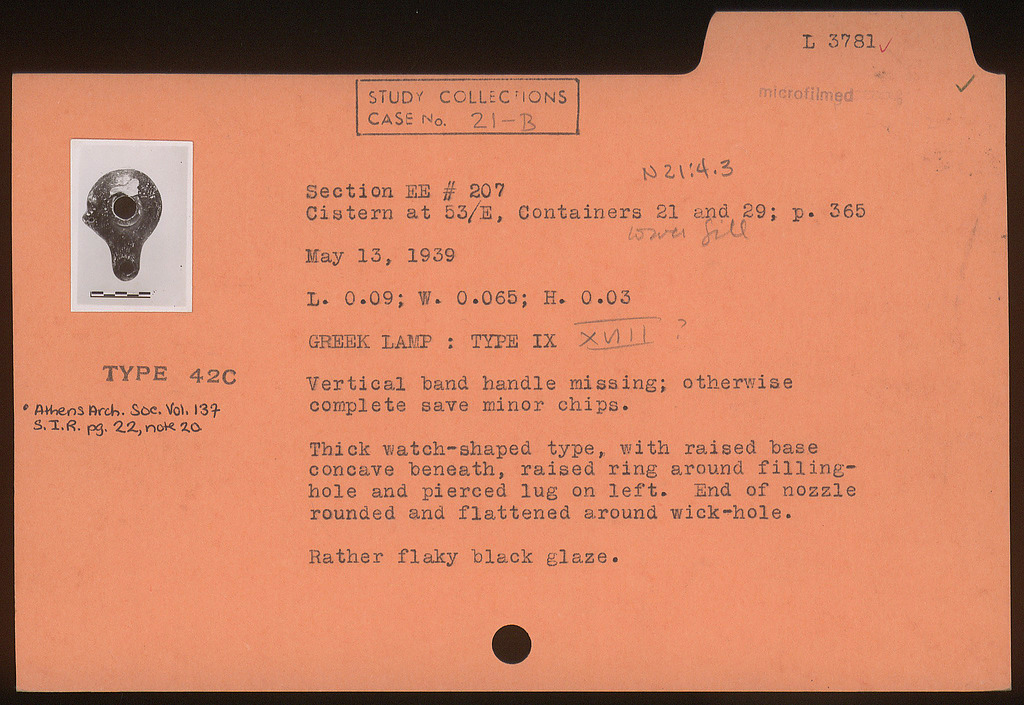 L 3781
microfilmed
STUDY COLLECTIONS
CASE No. 21-B
N21:4.3
Section EE # 207
Cistern at 53/E, Containers 21 and 29; p. 365
lower fill
May 13, 1939
L. 0.09; W. 0.065; H. 0.03
GREEK LAMP : TYPE IX XVIII ?
TYPE 42C
Athens Arch. Soc. Vol. 137
S.I.R. pg. 22, note 20
Vertical band handle missing; otherwise
complete save minor chips.
Thick watch-shaped type, with raised base
concave beneath, raised ring around filling-
hole and pierced lug on left. End of nozzle
rounded and flattened around wick-hole.
Rather flaky black glaze.